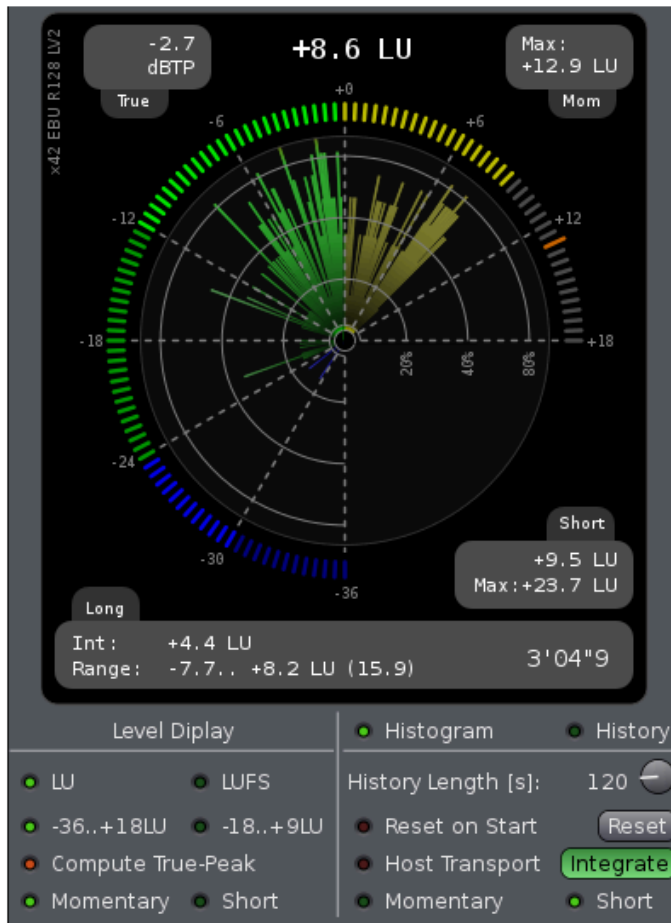 x42 EBU R128 LV2
-2.7
dBTP
True
+8.6 LU
Max:
+12.9 LU
Mom
+0
-6
+6
-12
+12
-18
+18
20%
40%
80%
-24
-30
-36
Short
+9.5 LU
Max:+23.7 LU
Long
Int: +4.4 LU
Range: -7.7.. +8.2 LU (15.9)
3'04"9
Level Diplay
Histogram
History
LU
LUFS
History Length [s]: 120
-36..+18LU
-18..+9LU
Reset on Start
Reset
Compute True-Peak
Host Transport
Integrate
Momentary
Short
Momentary
Short